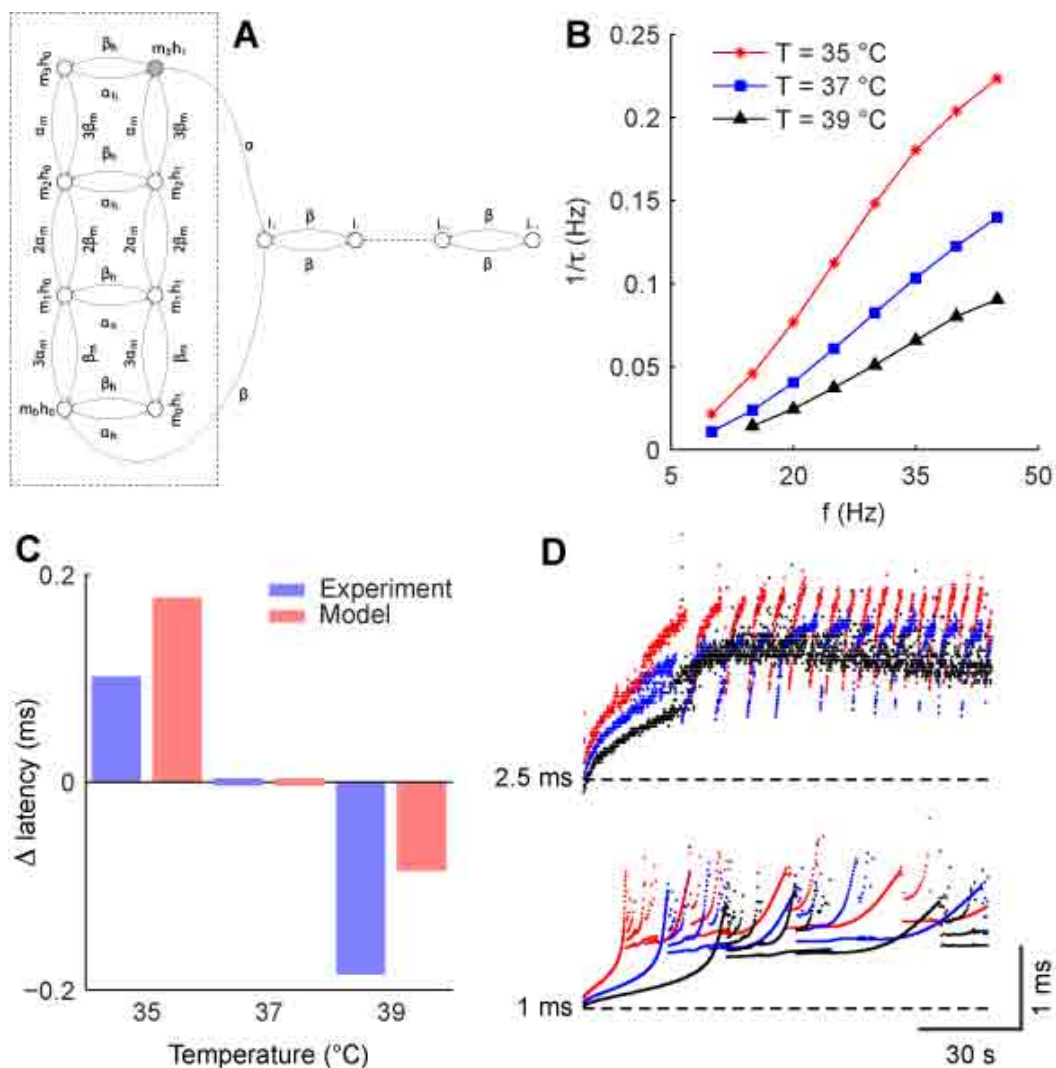 A
m₃h₀
βₕ
m₃h₁
αₕ
αₘ
3βₘ
αₘ
3βₘ
α
βₕ
m₂h₀
m₂h₁
αₕ
2αₘ
2βₘ
2αₘ
2βₘ
β
β
β
β
βₕ
m₁h₀
m₁h₁
αₕ
3αₘ
βₘ
3αₘ
βₘ
βₕ
β
m₀h₀
m₀h₁
αₕ
B
0.25
0.2
0.15
0.1
0.05
0
1/τ (Hz)
T = 35 °C
T = 37 °C
T = 39 °C
5
20
35
50
f (Hz)
C
0.2
0
−0.2
Δ latency (ms)
Experiment
Model
35
37
39
Temperature (°C)
D
2.5 ms
1 ms
1 ms
30 s